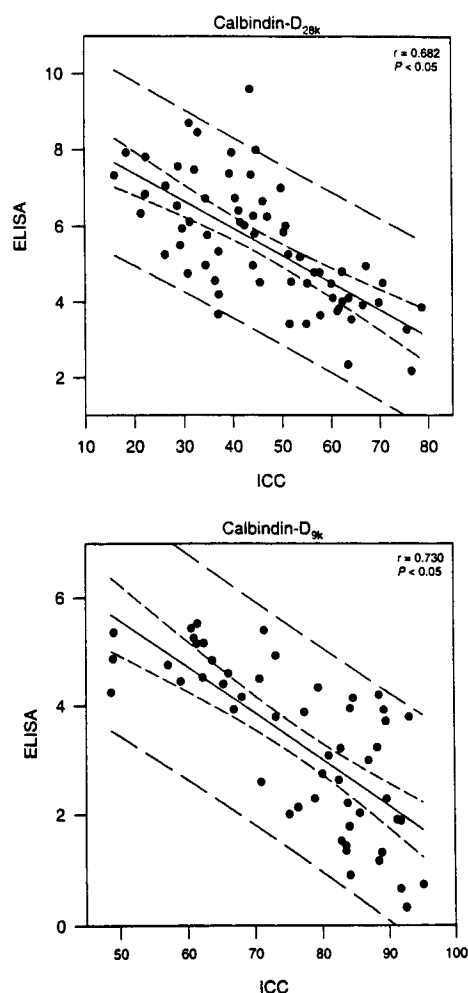 Calbindin-D28k
r = 0.682
P < 0.05
10
8
6
4
2
ELISA
10 20 30 40 50 60 70 80
ICC
Calbindin-D9k
r = 0.730
P < 0.05
6
4
2
0
ELISA
50 60 70 80 90 100
ICC